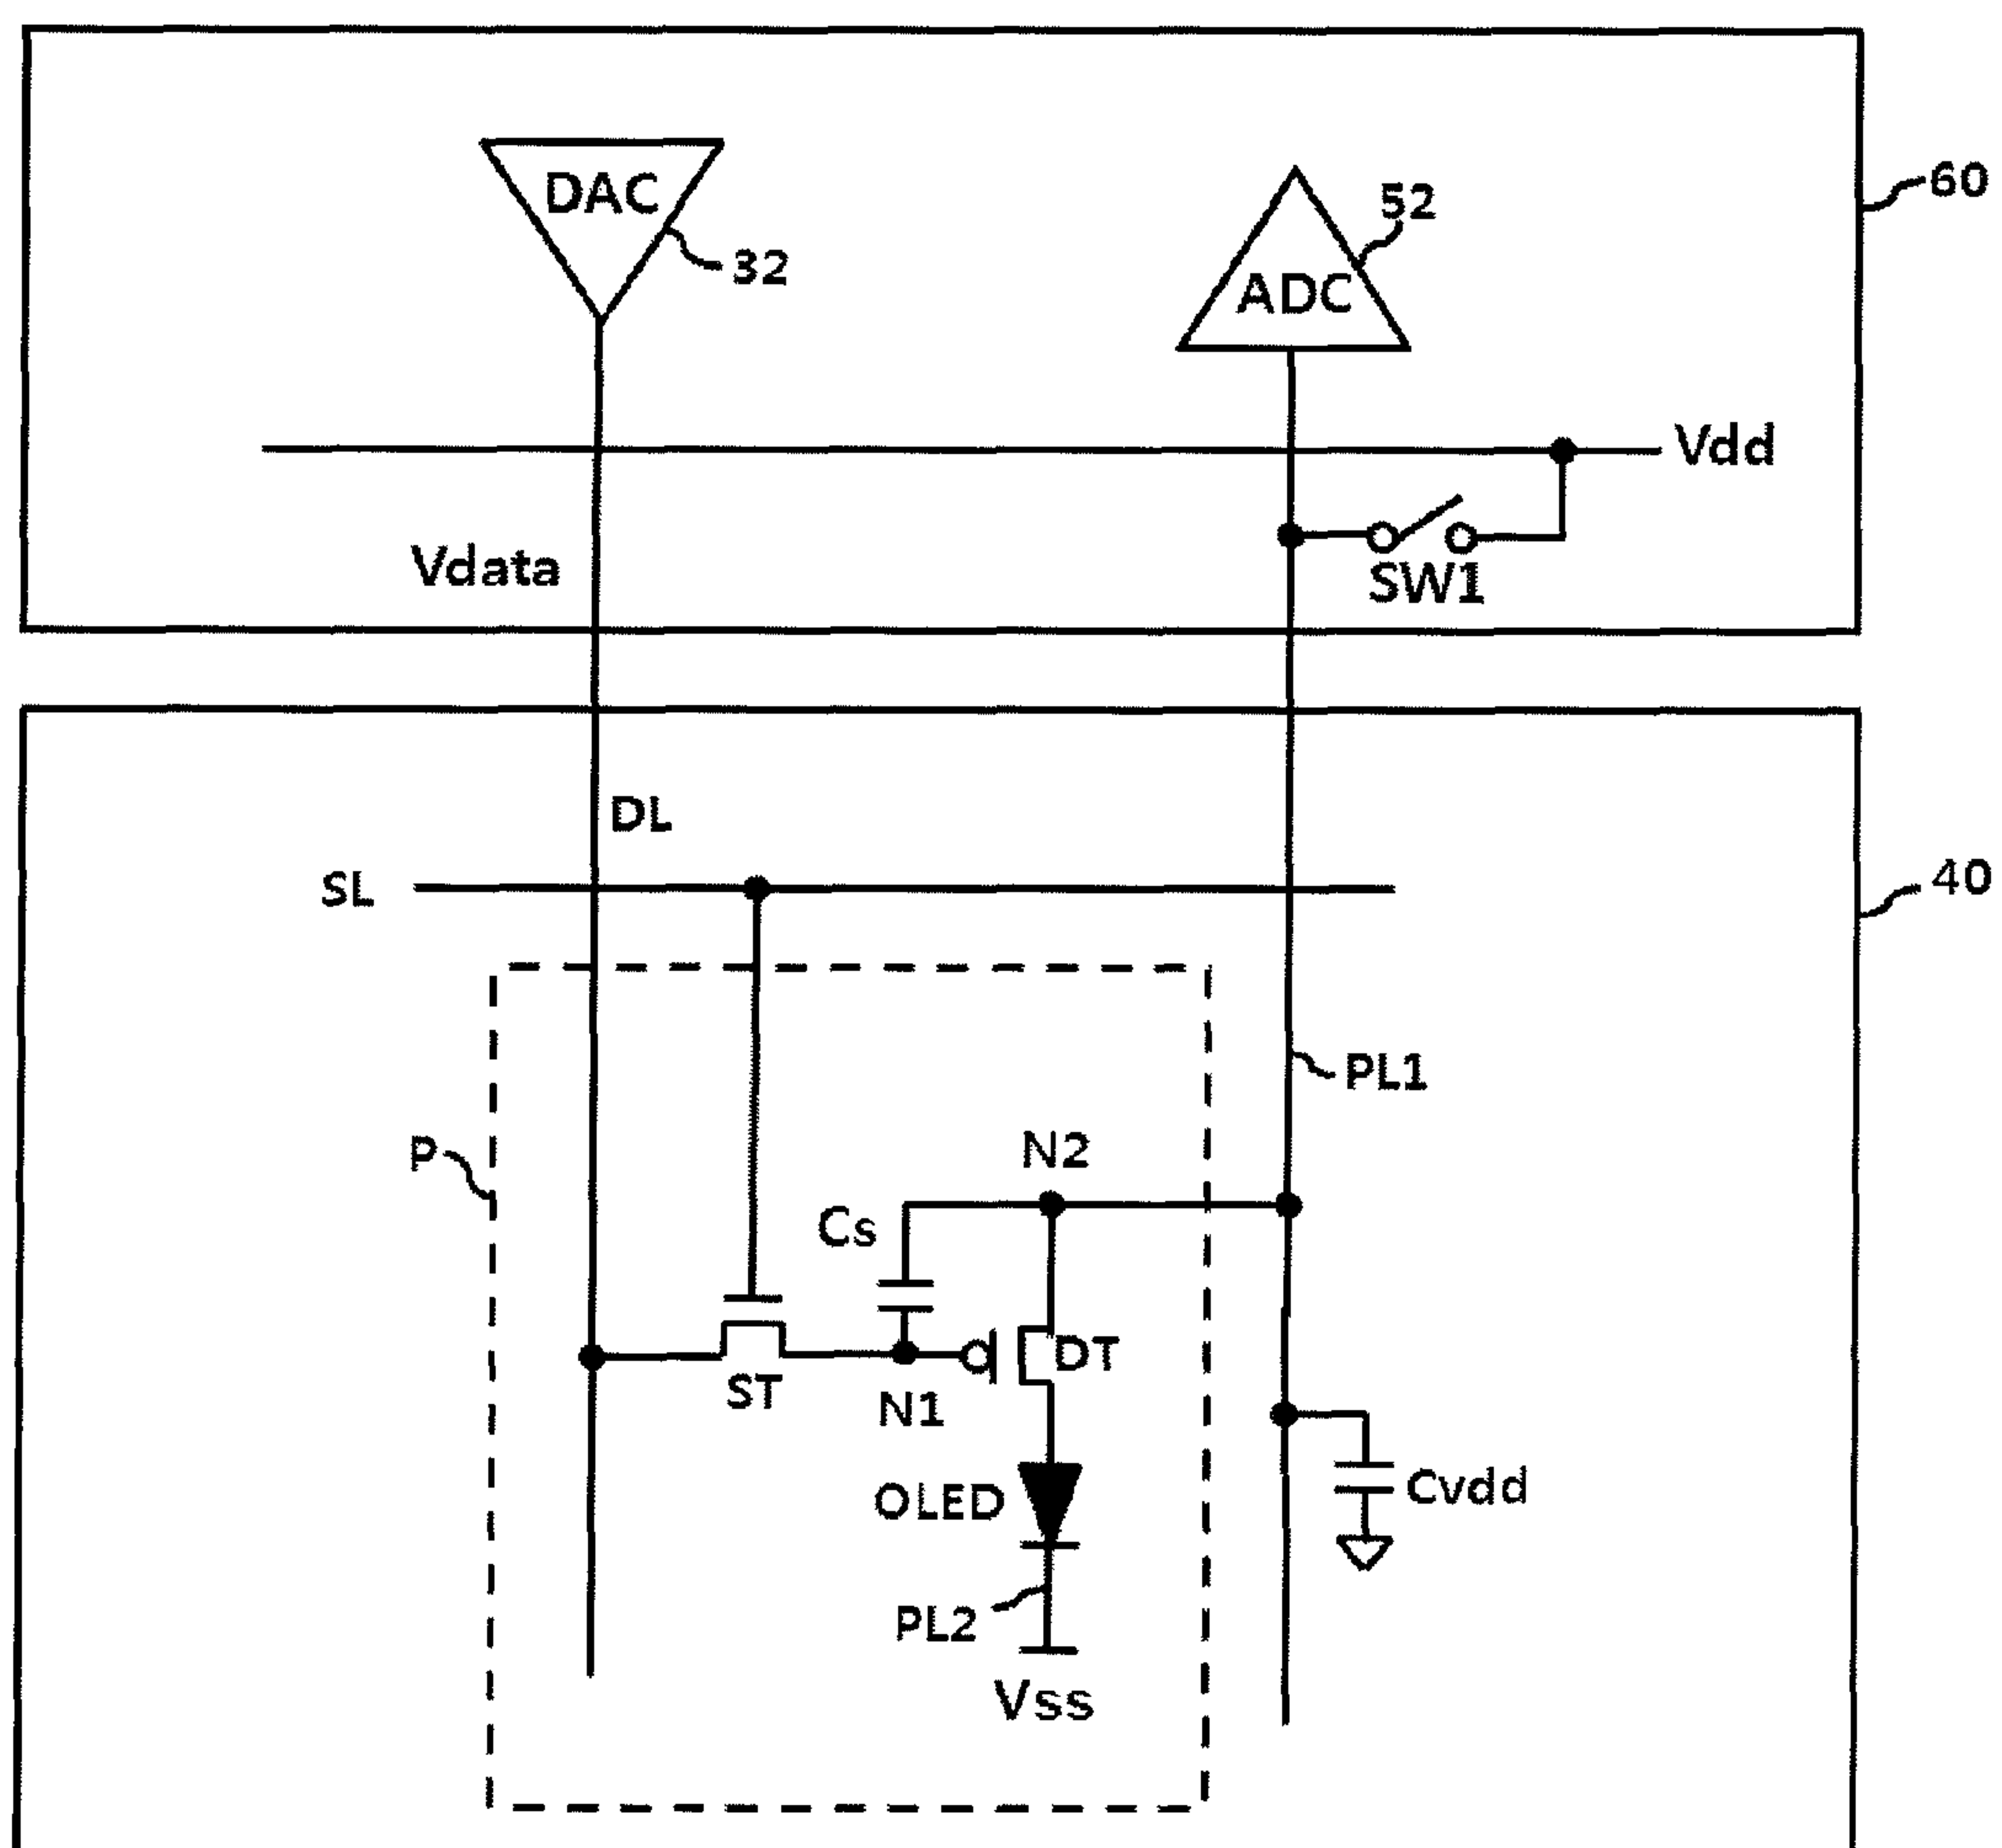 DAC
32
52
ADC
60
Vdd
SW1
Vdata
DL
SL
40
PL1
P
N2
Cs
DT
ST
N1
OLED
Cvdd
PL2
Vss